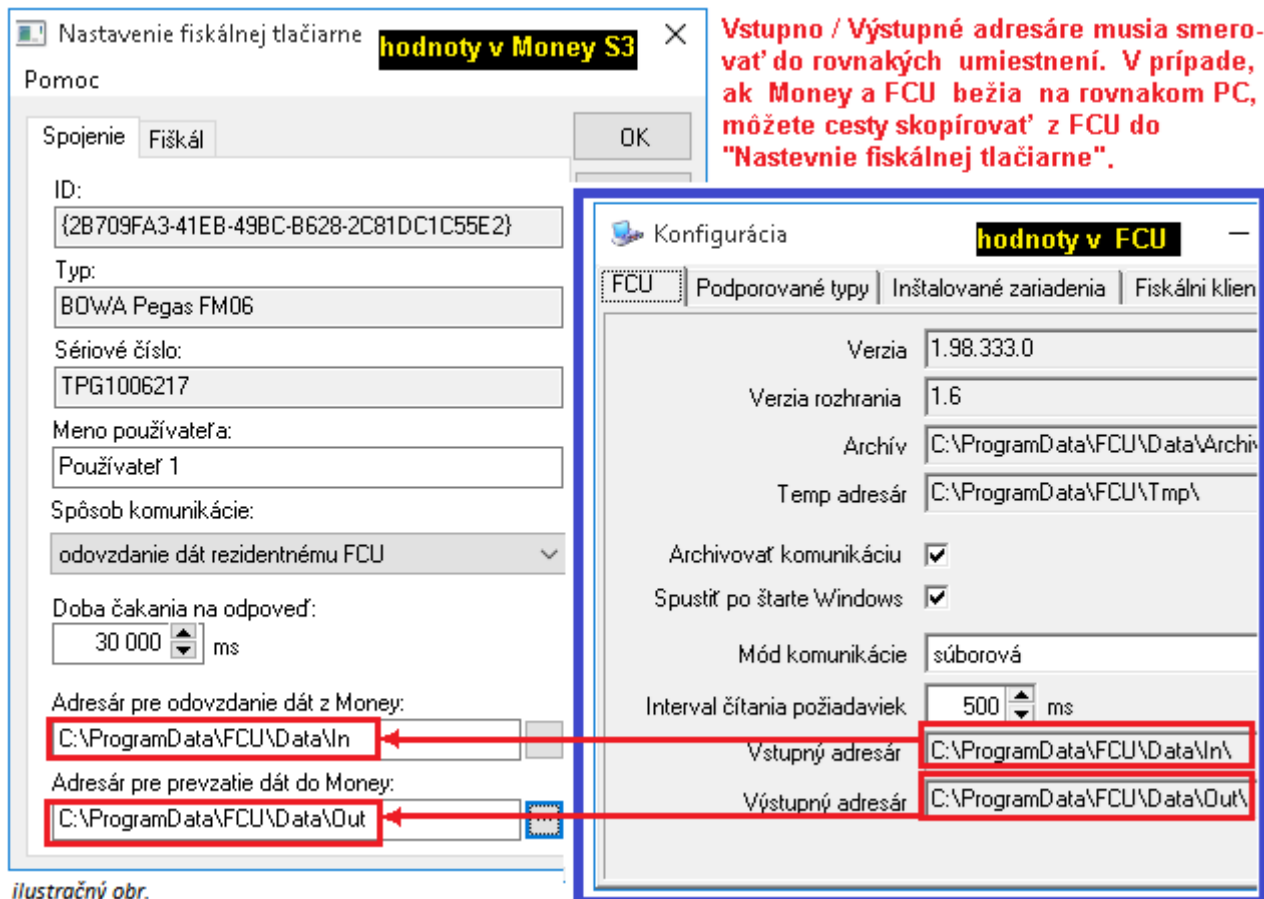 Nastavenie fiskálnej tlačiarne
hodnoty v Money S3
Pomoc
Spojenie
Fiškál
OK
ID:
{2B709FA3-41EB-49BC-B628-2C81DC1C55E2}
Typ:
BOWA Pegas FM06
Sériové číslo:
TPG1006217
Meno používateľa:
Používateľ 1
Spôsob komunikácie:
odovzdanie dát rezidentnému FCU
Doba čakania na odpoveď:
30 000 ms
Adresár pre odovzdanie dát z Money:
C:\ProgramData\FCU\Data\In
Adresár pre prevzatie dát do Money:
C:\ProgramData\FCU\Data\Out
...
ilustračný obr.
Vstupno / Výstupné adresáre musia smero-
vať do rovnakých umiestnení. V prípade,
ak Money a FCU bežia na rovnakom PC,
môžete cesty skopírovať z FCU do
"Nastevnie fiskálnej tlačiarne".
Konfigurácia
hodnoty v FCU
FCU
Podporované typy
Inštalované zariadenia
Fiskálni klien
Verzia 1.98.333.0
Verzia rozhrania 1.6
Archív C:\ProgramData\FCU\Data\Archiv
Temp adresár C:\ProgramData\FCU\Tmp\
Archivovať komunikáciu
Spustiť po štarte Windows
Mód komunikácie súborová
Interval čítania požiadaviek 500 ms
Vstupný adresár C:\ProgramData\FCU\Data\In\
Výstupný adresár C:\ProgramData\FCU\Data\Out\